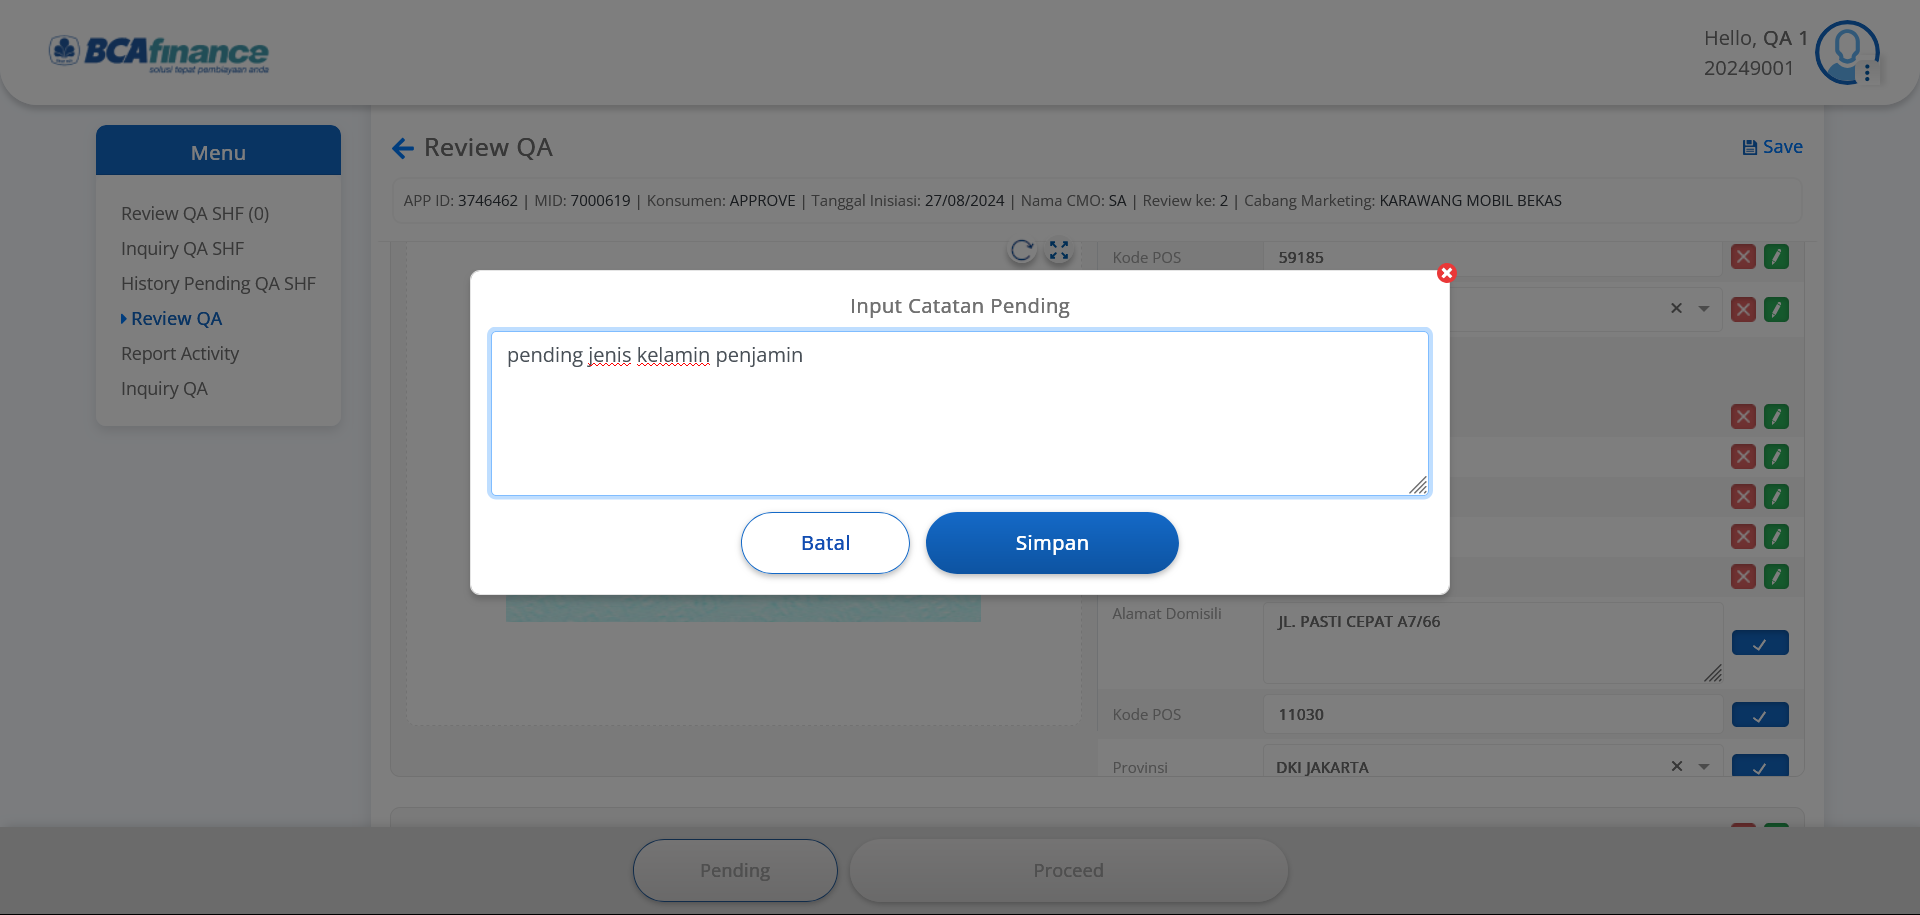 BCAfinance
solusi tepat pembiayaan anda
Hello, QA 1
20249001
Menu
Review QA SHF (0)
Inquiry QA SHF
History Pending QA SHF
Review QA
Report Activity
Inquiry QA
Review QA
Save
APP ID: 3746462 | MID: 7000619 | Konsumen: APPROVE | Tanggal Inisiasi: 27/08/2024 | Nama CMO: SA | Review ke: 2 | Cabang Marketing: KARAWANG MOBIL BEKAS
Kode POS 59185
Input Catatan Pending
pending jenis kelamin penjamin
Batal Simpan
Alamat Domisili JL. PASTI CEPAT A7/66
Kode POS 11030
Provinsi DKI JAKARTA
Pending Proceed